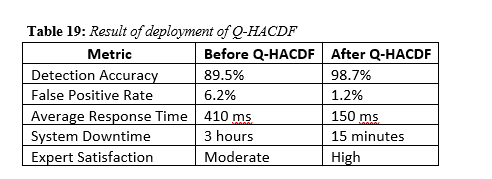 Table 19: Result of deployment of Q-HACDF
Metric Before Q-HACDF After Q-HACDF
Detection Accuracy 89.5% 98.7%
False Positive Rate 6.2% 1.2%
Average Response Time 410 ms 150 ms
System Downtime 3 hours 15 minutes
Expert Satisfaction Moderate High